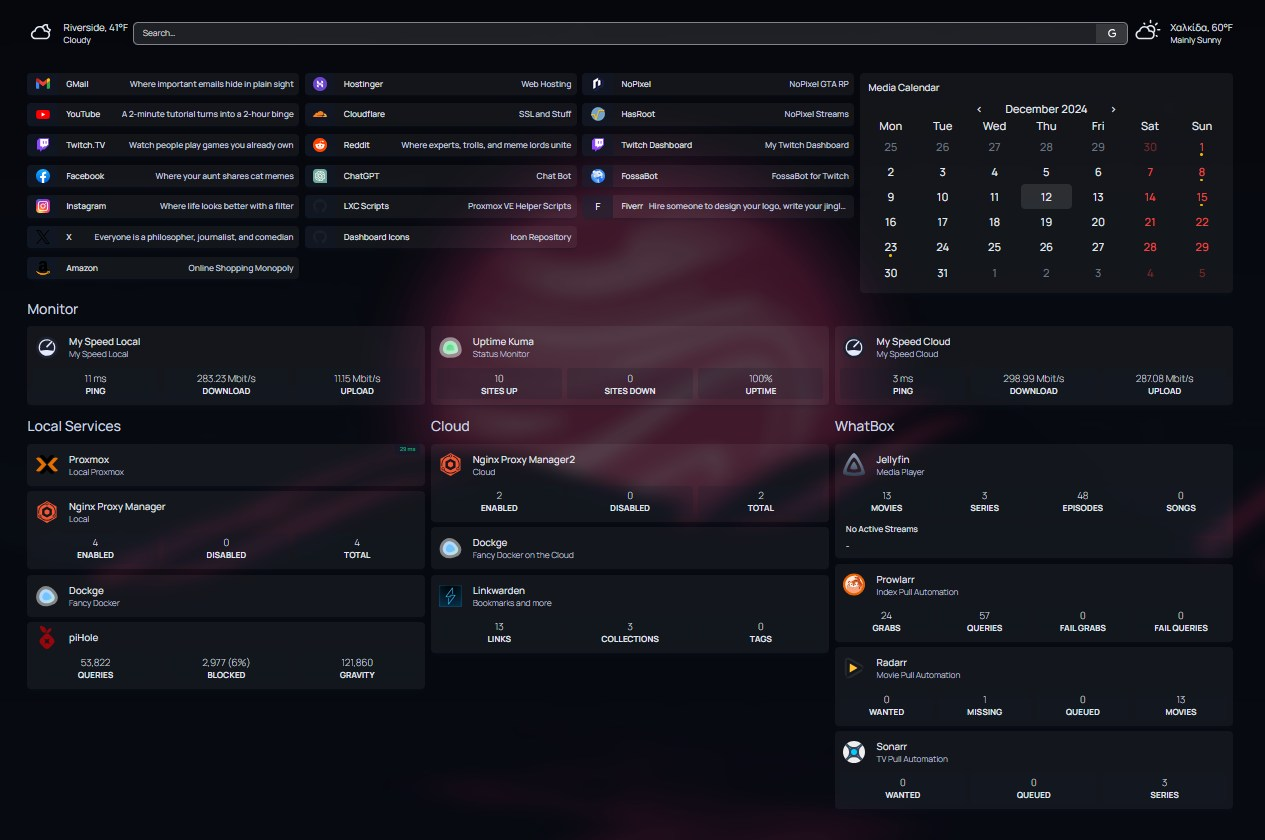 Riverside, 41°F
Cloudy
Search...
G
Χαλκίδα, 60°F
Mainly Sunny
GMail Where important emails hide in plain sight
YouTube A 2-minute tutorial turns into a 2-hour binge
Twitch.TV Watch people play games you already own
Facebook Where your aunt shares cat memes
Instagram Where life looks better with a filter
X Everyone is a philosopher, journalist, and comedian
Amazon Online Shopping Monopoly
Hostinger Web Hosting
Cloudflare SSL and Stuff
Reddit Where experts, trolls, and meme lords unite
ChatGPT Chat Bot
LXC Scripts Proxmox VE Helper Scripts
Dashboard Icons Icon Repository
NoPixel NoPixel GTA RP
HasRoot NoPixel Streams
Twitch Dashboard My Twitch Dashboard
FossaBot FossaBot for Twitch
F Fiverr Hire someone to design your logo, write your jingl...
Media Calendar
‹ December 2024 ›
Mon Tue Wed Thu Fri Sat Sun
25 26 27 28 29 30 1
2 3 4 5 6 7 8
9 10 11 12 13 14 15
16 17 18 19 20 21 22
23 24 25 26 27 28 29
30 31 1 2 3 4 5
Monitor
My Speed Local
My Speed Local
11 ms 283.23 Mbit/s 11.15 Mbit/s
PING DOWNLOAD UPLOAD
Uptime Kuma
Status Monitor
10 0 100%
SITES UP SITES DOWN UPTIME
My Speed Cloud
My Speed Cloud
3 ms 298.99 Mbit/s 287.08 Mbit/s
PING DOWNLOAD UPLOAD
Local Services
Proxmox
Local Proxmox
29 ms
Nginx Proxy Manager
Local
4 0 4
ENABLED DISABLED TOTAL
Dockge
Fancy Docker
piHole
53,822 2,977 (6%) 121,860
QUERIES BLOCKED GRAVITY
Cloud
Nginx Proxy Manager2
Cloud
2 0 2
ENABLED DISABLED TOTAL
Dockge
Fancy Docker on the Cloud
Linkwarden
Bookmarks and more
13 3 0
LINKS COLLECTIONS TAGS
WhatBox
Jellyfin
Media Player
13 3 48 0
MOVIES SERIES EPISODES SONGS
No Active Streams
-
Prowlarr
Index Pull Automation
24 57 0 0
GRABS QUERIES FAIL GRABS FAIL QUERIES
Radarr
Movie Pull Automation
0 1 0 13
WANTED MISSING QUEUED MOVIES
Sonarr
TV Pull Automation
0 0 3
WANTED QUEUED SERIES